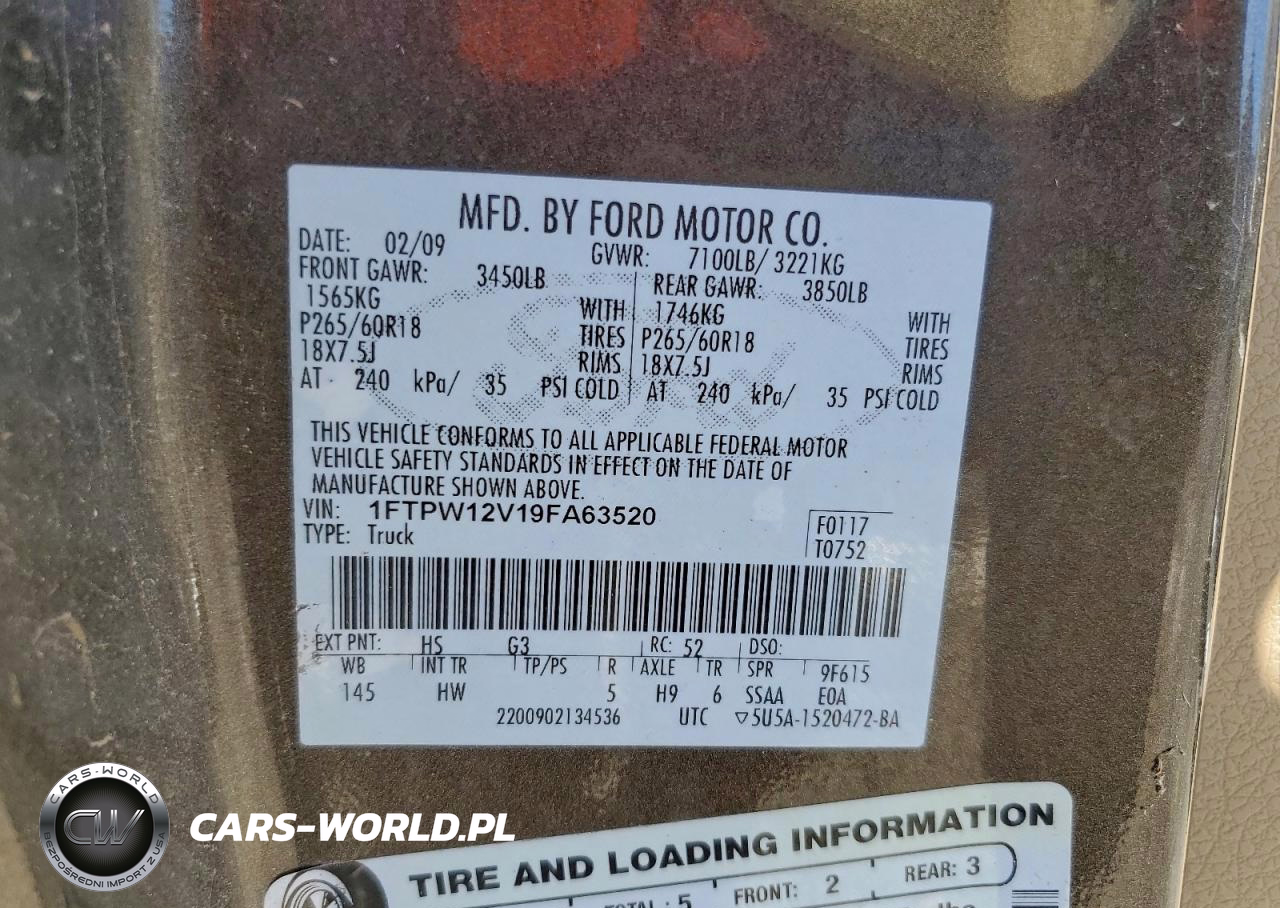 MFD. BY FORD MOTOR CO.
DATE: 02/09 GVWR: 7100LB/ 3221KG
FRONT GAWR: 3450LB REAR GAWR: 3850LB
1565KG WITH 1746KG WITH
P265/60R18 TIRES P265/60R18 TIRES
18X7.5J RIMS 18X7.5J RIMS
AT 240 kPa/ 35 PSI COLD AT 240 kPa/ 35 PSI COLD
THIS VEHICLE CONFORMS TO ALL APPLICABLE FEDERAL MOTOR
VEHICLE SAFETY STANDARDS IN EFFECT ON THE DATE OF
MANUFACTURE SHOWN ABOVE.
VIN: 1FTPW12V19FA63520
TYPE: Truck
F0117
T0752
EXT PNT: HS G3 RC: 52 DSO:
WB INT TR TP/PS R AXLE TR SPR 9F615
145 HW 5 H9 6 SSAA E0A
2200902134536 UTC ▽5U5A-1520472-BA
TIRE AND LOADING INFORMATION
TOTAL: 5 FRONT: 2 REAR: 3
CARS-WORLD
CW
BEZPOŚREDNI IMPORT Z USA
CARS-WORLD.PL